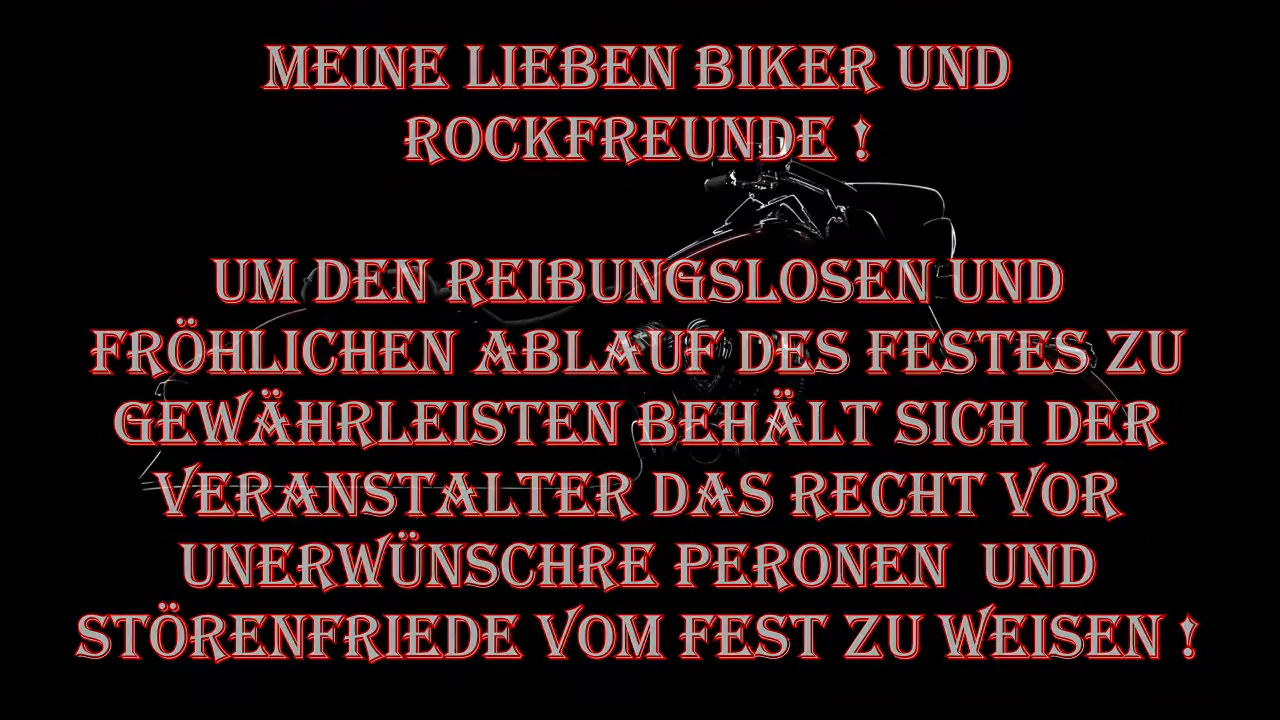 MEINE LIEBEN BIKER UND
ROCKFREUNDE !
UM DEN REIBUNGSLOSEN UND
FRÖHLICHEN ABLAUF DES FESTES ZU
GEWÄHRLEISTEN BEHÄLT SICH DER
VERANSTALTER DAS RECHT VOR
UNERWÜNSCHRE PERONEN  UND
STÖRENFRIEDE VOM FEST ZU WEISEN !